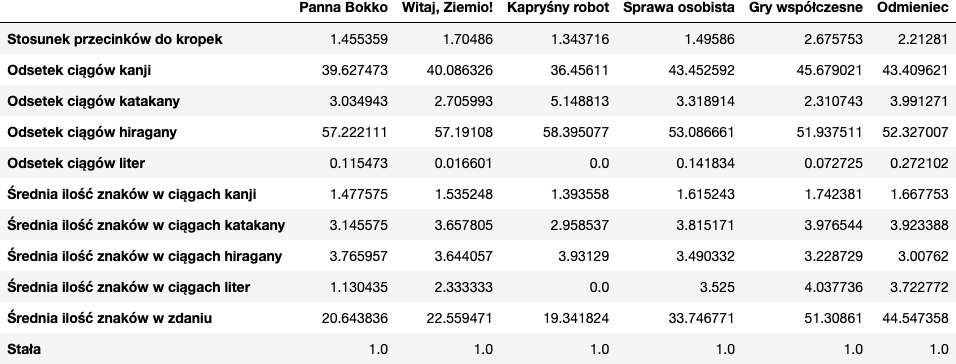 Panna Bokko Witaj, Ziemio! Kapryśny robot Sprawa osobista Gry współczesne Odmieniec
Stosunek przecinków do kropek 1.455359 1.70486 1.343716 1.49586 2.675753 2.21281
Odsetek ciągów kanji 39.627473 40.086326 36.45611 43.452592 45.679021 43.409621
Odsetek ciągów katakany 3.034943 2.705993 5.148813 3.318914 2.310743 3.991271
Odsetek ciągów hiragany 57.222111 57.19108 58.395077 53.086661 51.937511 52.327007
Odsetek ciągów liter 0.115473 0.016601 0.0 0.141834 0.072725 0.272102
Średnia ilość znaków w ciągach kanji 1.477575 1.535248 1.393558 1.615243 1.742381 1.667753
Średnia ilość znaków w ciągach katakany 3.145575 3.657805 2.958537 3.815171 3.976544 3.923388
Średnia ilość znaków w ciągach hiragany 3.765957 3.644057 3.93129 3.490332 3.228729 3.00762
Średnia ilość znaków w ciągach liter 1.130435 2.333333 0.0 3.525 4.037736 3.722772
Średnia ilość znaków w zdaniu 20.643836 22.559471 19.341824 33.746771 51.30861 44.547358
Stała 1.0 1.0 1.0 1.0 1.0 1.0